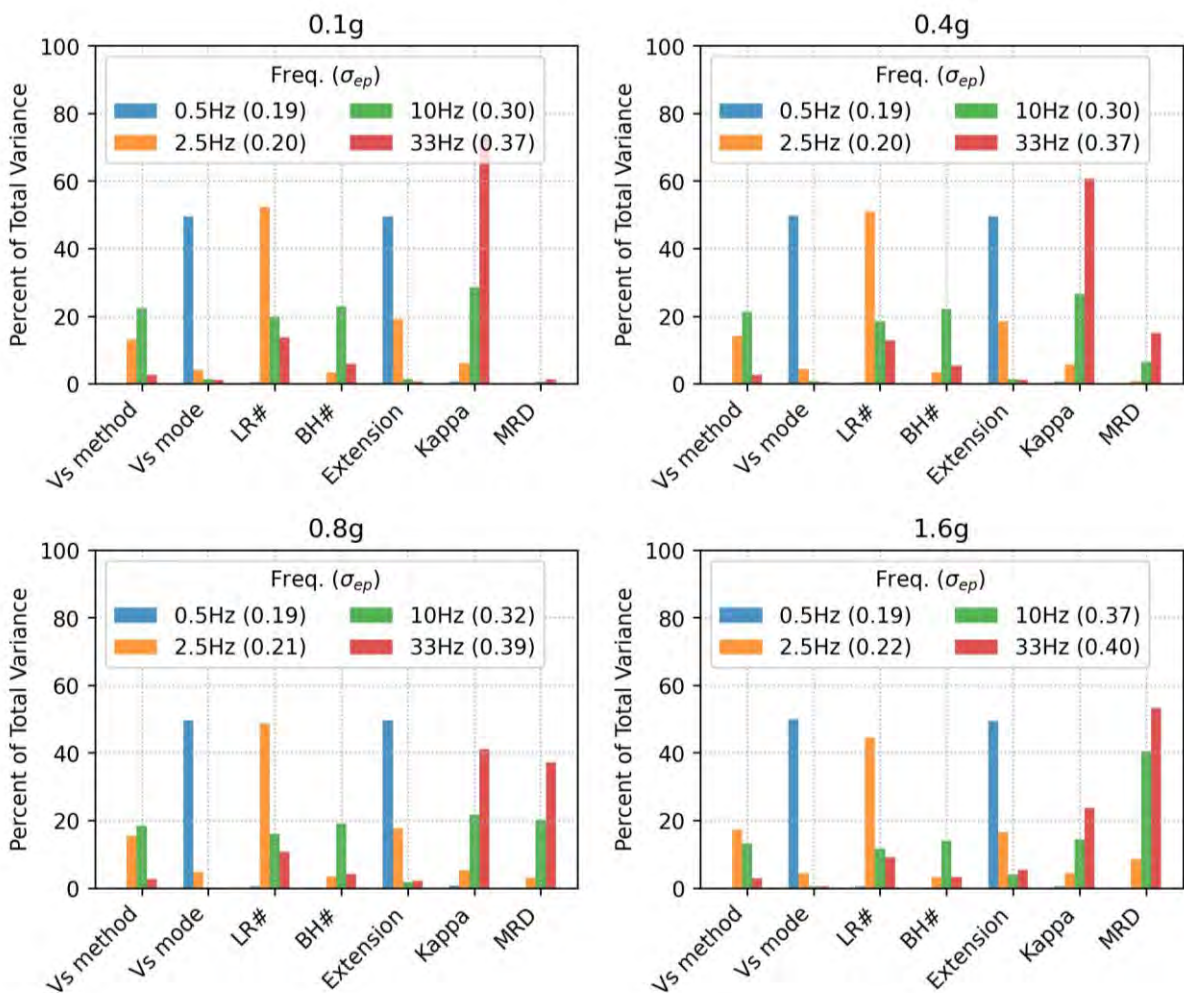 0.1g
Percent of Total Variance
100
80
60
40
20
0
Freq. (σep)
0.5Hz (0.19) 10Hz (0.30)
2.5Hz (0.20) 33Hz (0.37)
Vs method
Vs mode
LR#
BH#
Extension
Kappa
MRD
0.4g
Percent of Total Variance
100
80
60
40
20
0
Freq. (σep)
0.5Hz (0.19) 10Hz (0.30)
2.5Hz (0.20) 33Hz (0.37)
Vs method
Vs mode
LR#
BH#
Extension
Kappa
MRD
0.8g
Percent of Total Variance
100
80
60
40
20
0
Freq. (σep)
0.5Hz (0.19) 10Hz (0.32)
2.5Hz (0.21) 33Hz (0.39)
Vs method
Vs mode
LR#
BH#
Extension
Kappa
MRD
1.6g
Percent of Total Variance
100
80
60
40
20
0
Freq. (σep)
0.5Hz (0.19) 10Hz (0.37)
2.5Hz (0.22) 33Hz (0.40)
Vs method
Vs mode
LR#
BH#
Extension
Kappa
MRD